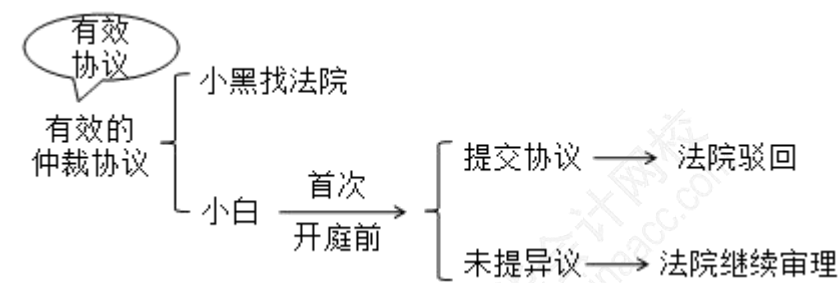 有效
协议
有效的
仲裁协议
小黑找法院
小白
首次
开庭前
提交协议
法院驳回
未提异议
法院继续审理